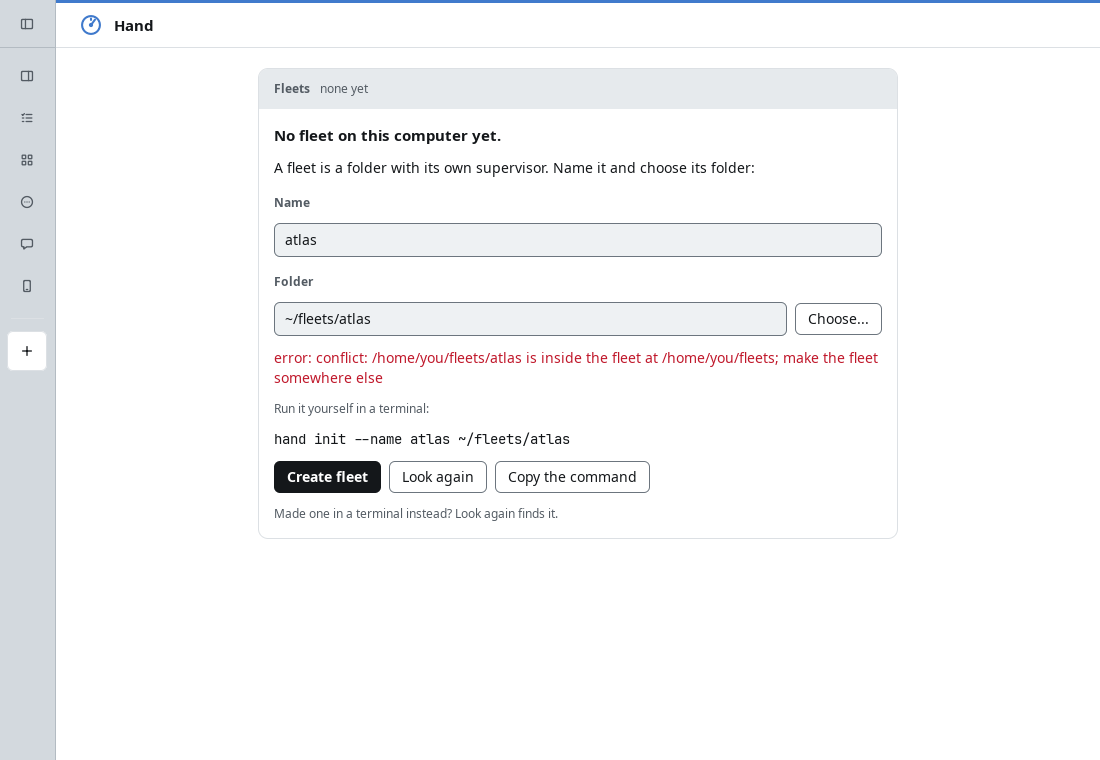 Hand
Fleets none yet
No fleet on this computer yet.
A fleet is a folder with its own supervisor. Name it and choose its folder:
Name
atlas
Folder
~/fleets/atlas
Choose...
error: conflict: /home/you/fleets/atlas is inside the fleet at /home/you/fleets; make the fleet
somewhere else
Run it yourself in a terminal:
hand init --name atlas ~/fleets/atlas
Create fleet
Look again
Copy the command
Made one in a terminal instead? Look again finds it.